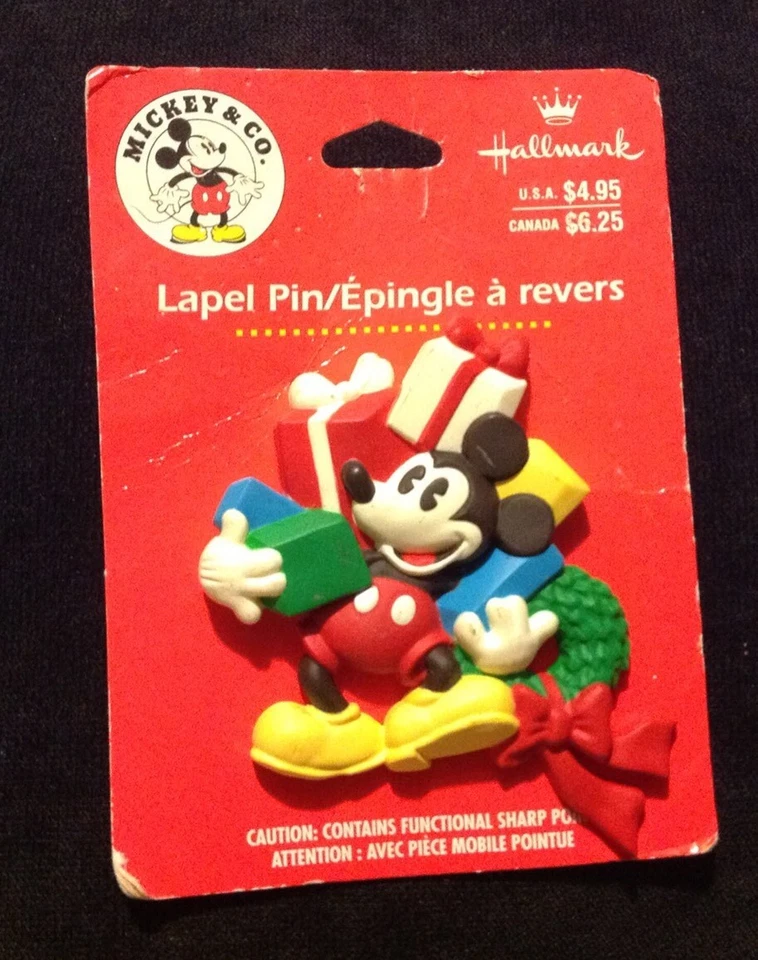 MICKEY & CO.
Hallmark
U.S.A. $4.95
CANADA $6.25
Lapel Pin/Épingle à revers
CAUTION: CONTAINS FUNCTIONAL SHARP
ATTENTION : AVEC PIÈCE MOBILE POINTUE